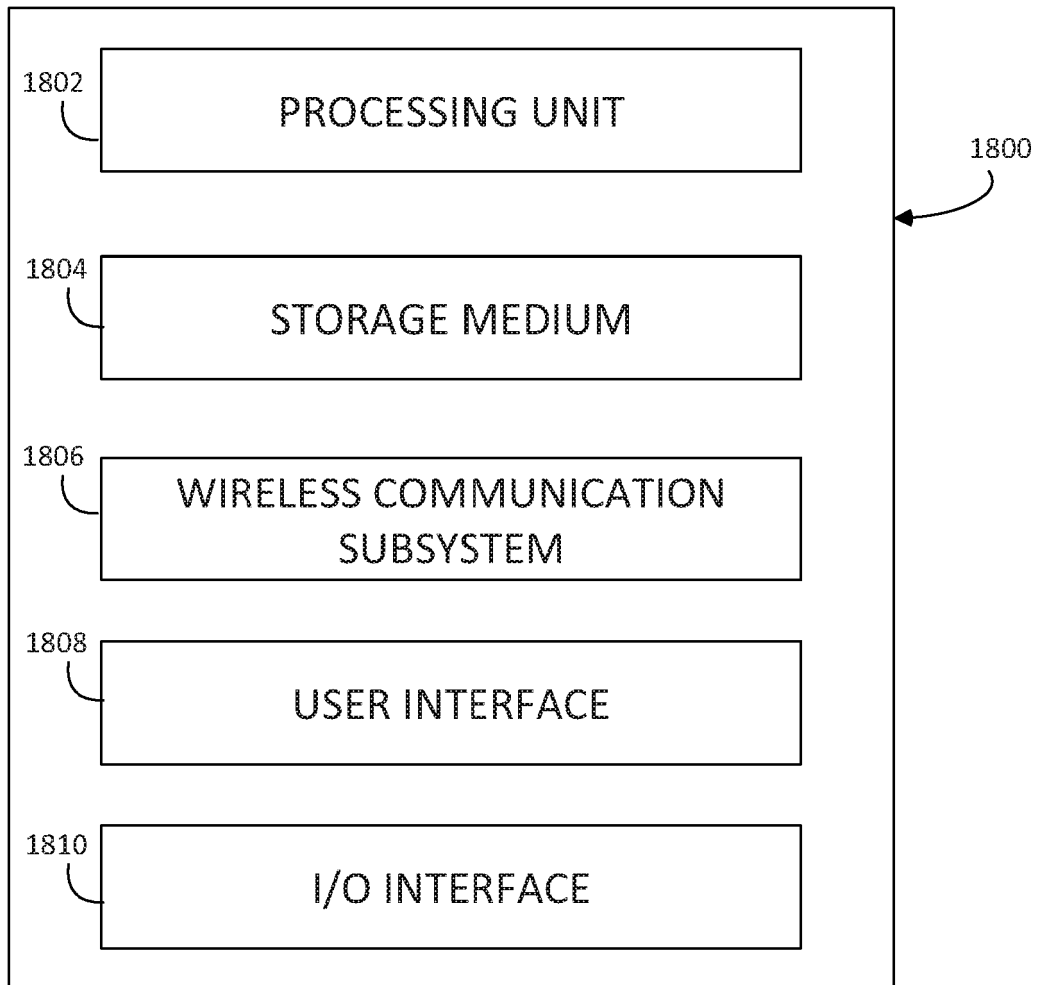 1802
PROCESSING UNIT
1800
1804
STORAGE MEDIUM
1806
WIRELESS COMMUNICATION
SUBSYSTEM
1808
USER INTERFACE
1810
I/O INTERFACE